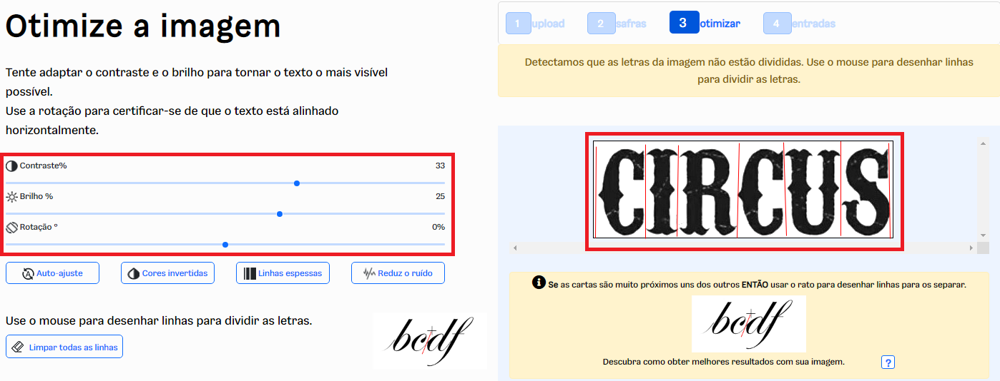 Otimize a imagem
Tente adaptar o contraste e o brilho para tornar o texto o mais visível
possível.
Use a rotação para certificar-se de que o texto está alinhado
horizontalmente.
Contraste% 33
Brilho % 25
Rotação º 0%
Auto-ajuste Cores invertidas Linhas espessas Reduz o ruído
Use o mouse para desenhar linhas para dividir as letras.
Limpar todas as linhas
bctdf
1 upload 2 safras 3 otimizar 4 entradas
Detectamos que as letras da imagem não estão divididas. Use o mouse para desenhar linhas
para dividir as letras.
CIRCUS
Se as cartas são muito próximos uns dos outros ENTÃO usar o rato para desenhar linhas para os separar.
bctdf
Descubra como obter melhores resultados com sua imagem. ?